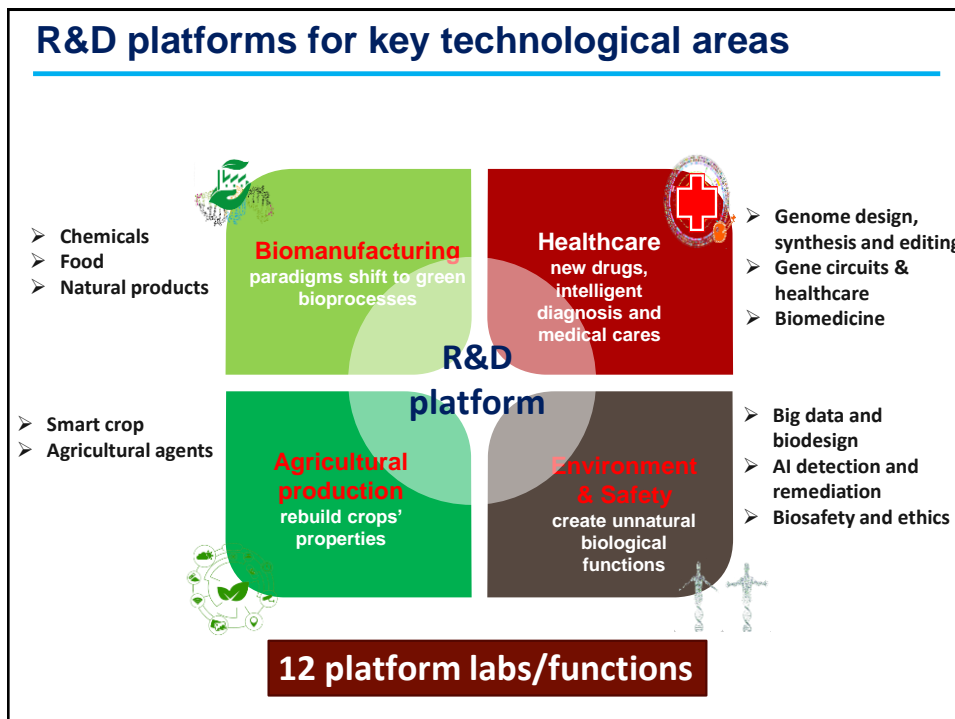 R&D platforms for key technological areas
➢ Chemicals
➢ Food
➢ Natural products
Biomanufacturing
paradigms shift to green
bioprocesses
Healthcare
new drugs,
intelligent
diagnosis and
medical cares
➢ Genome design,
synthesis and editing
➢ Gene circuits &
healthcare
➢ Biomedicine
R&D
platform
➢ Smart crop
➢ Agricultural agents
Agricultural
production
rebuild crops’
properties
Environment
& Safety
create unnatural
biological
functions
➢ Big data and
biodesign
➢ AI detection and
remediation
➢ Biosafety and ethics
12 platform labs/functions